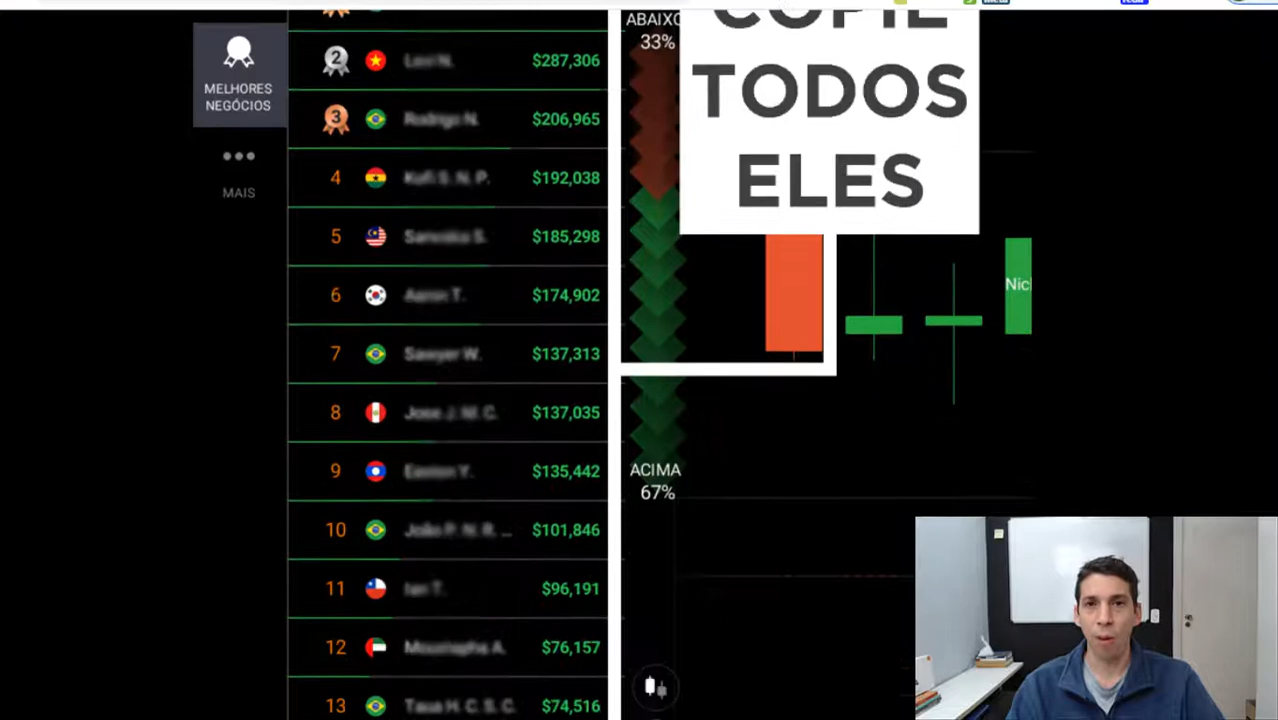 MELHORES
NEGÓCIOS
MAIS
2
$287,306
3
$206,965
4
$192,038
5
$185,298
6
$174,902
7
$137,313
8
$137,035
9
$135,442
10
$101,846
11
$96,191
12
$76,157
13
$74,516
ABAIXO
33%
ACIMA
67%
COPIE
TODOS
ELES
Nic